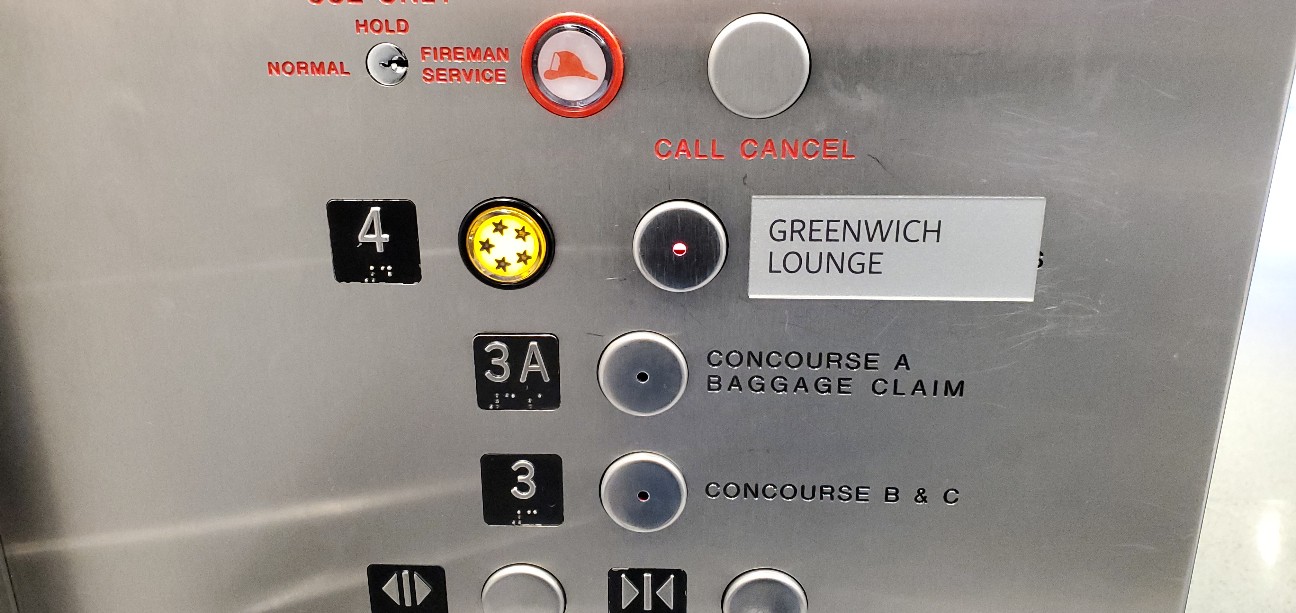 HOLD
NORMAL
FIREMAN
SERVICE
CALL CANCEL
4
GREENWICH
LOUNGE
S
3A
CONCOURSE A
BAGGAGE CLAIM
3
CONCOURSE B & C